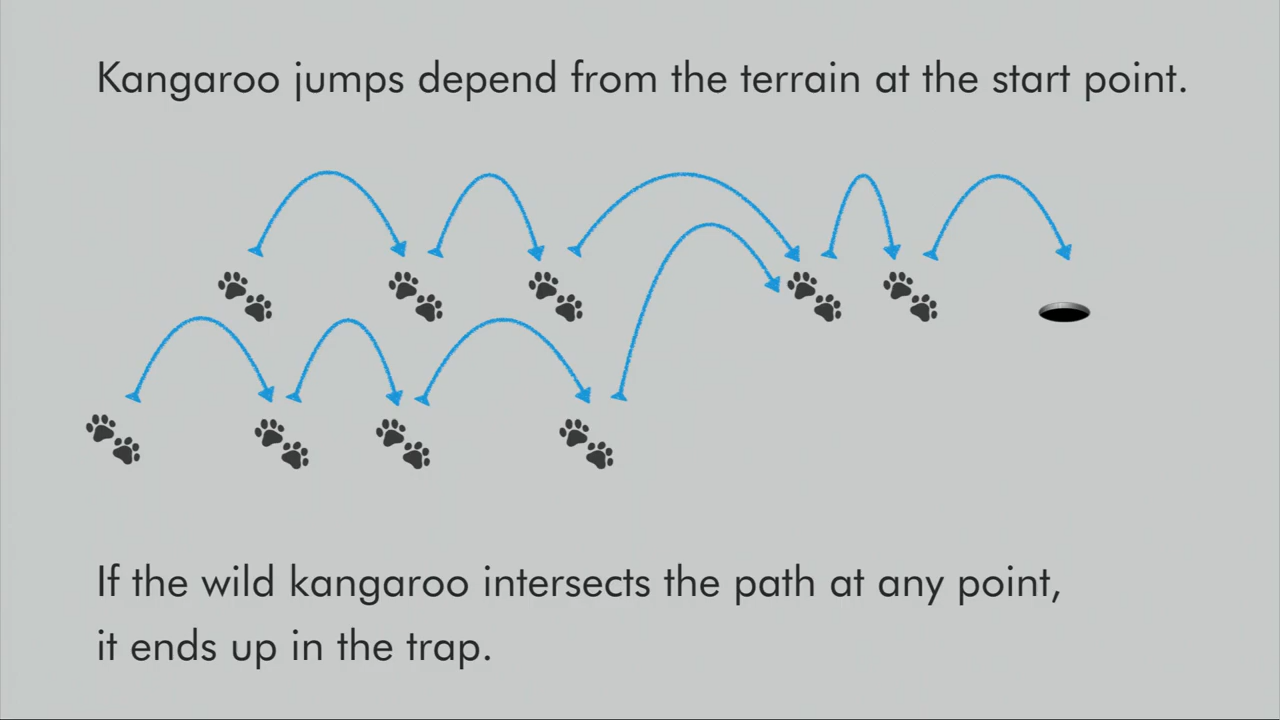 Kangaroo jumps depend from the terrain at the start point.
If the wild kangaroo intersects the path at any point,
it ends up in the trap.